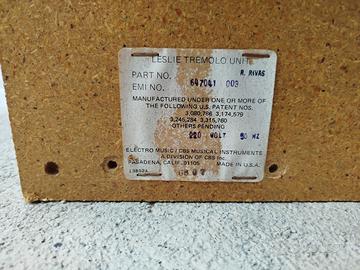 LESLIE TREMOLO UNIT
R. RIVAS
PART NO. 647041 003
EMI NO.
MANUFACTURED UNDER ONE OR MORE OF
THE FOLLOWING U.S. PATENT NOS.
3,080,786 3,174,579
3,245,284 3,315,760
OTHERS PENDING
220 VOLT 50 HZ
ELECTRO MUSIC / CBS MUSICAL INSTRUMENTS
A DIVISION OF CBS Inc.
PASADENA, CALIF. 91105 MADE IN U.S.A.